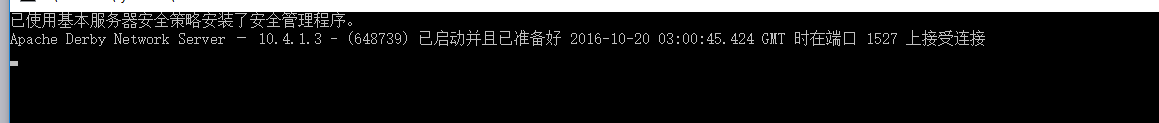 已使用基本服务器安全策略安装了安全管理程序。
Apache Derby Network Server － 10.4.1.3 - (648739) 已启动并且已准备好 2016-10-20 03:00:45.424 GMT 时在端口 1527 上接受连接